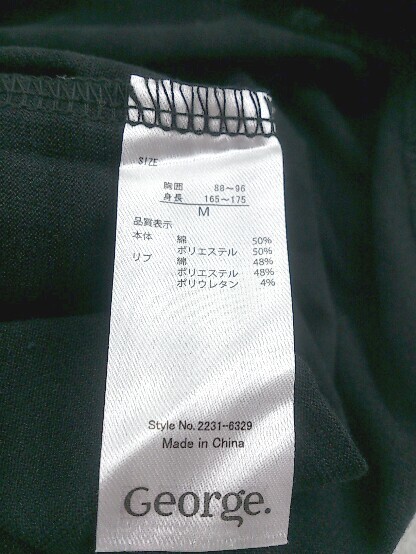 SIZE
胸囲 88~96
身長 165~175
M
品質表示
本体 綿 50%
ポリエステル 50%
リブ 綿 48%
ポリエステル 48%
ポリウレタン 4%
Style No. 2231-6329
Made in China
George.